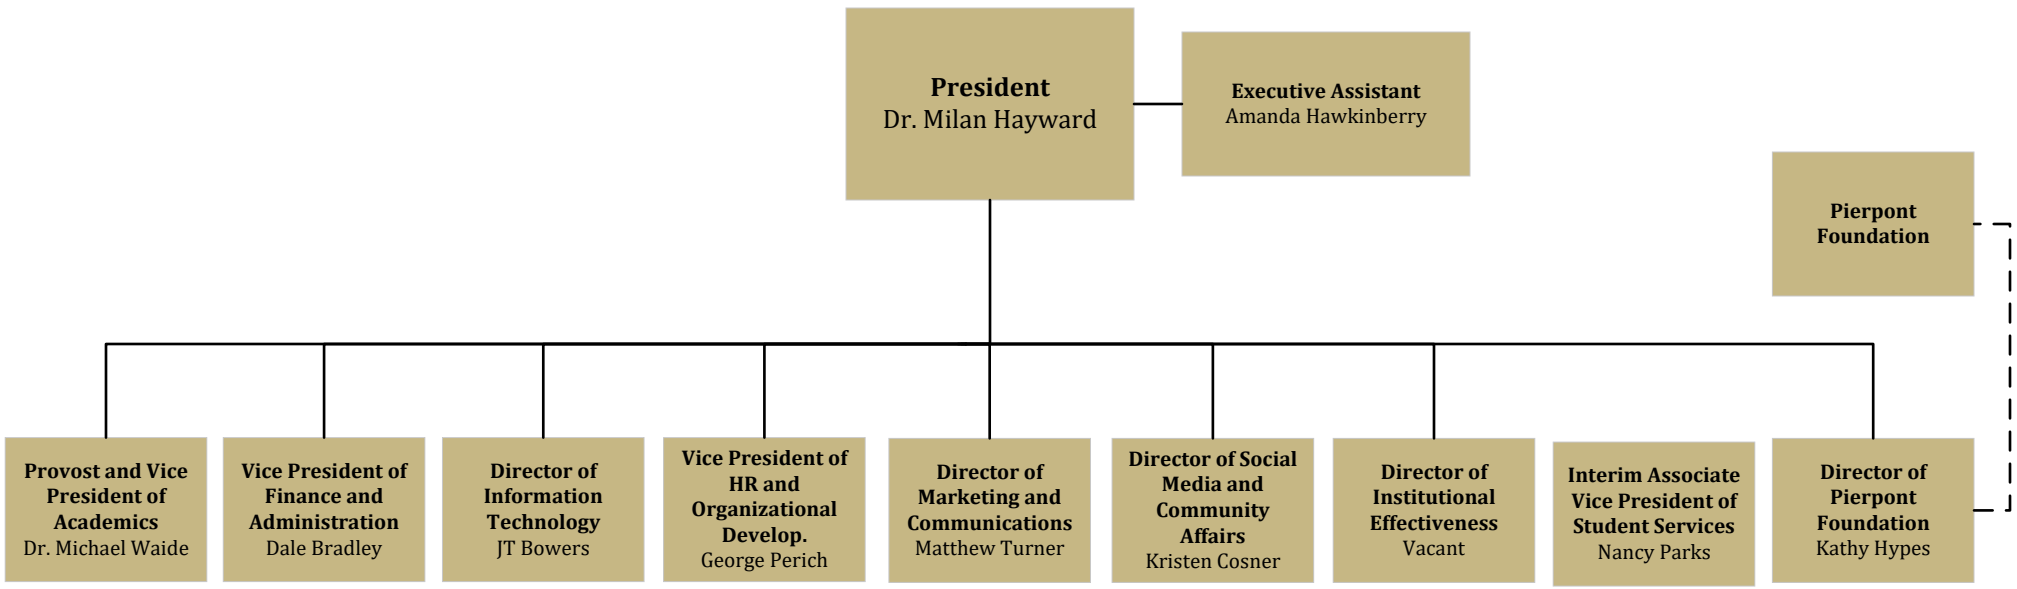 President
Dr. Milan Hayward
Executive Assistant
Amanda Hawkinberry
Pierpont
Foundation
Provost and Vice
President of
Academics
Dr. Michael Waide
Vice President of
Finance and
Administration
Dale Bradley
Director of
Information
Technology
JT Bowers
Vice President of
HR and
Organizational
Develop.
George Perich
Director of
Marketing and
Communications
Matthew Turner
Director of Social
Media and
Community
Affairs
Kristen Cosner
Director of
Institutional
Effectiveness
Vacant
Interim Associate
Vice President of
Student Services
Nancy Parks
Director of
Pierpont
Foundation
Kathy Hypes